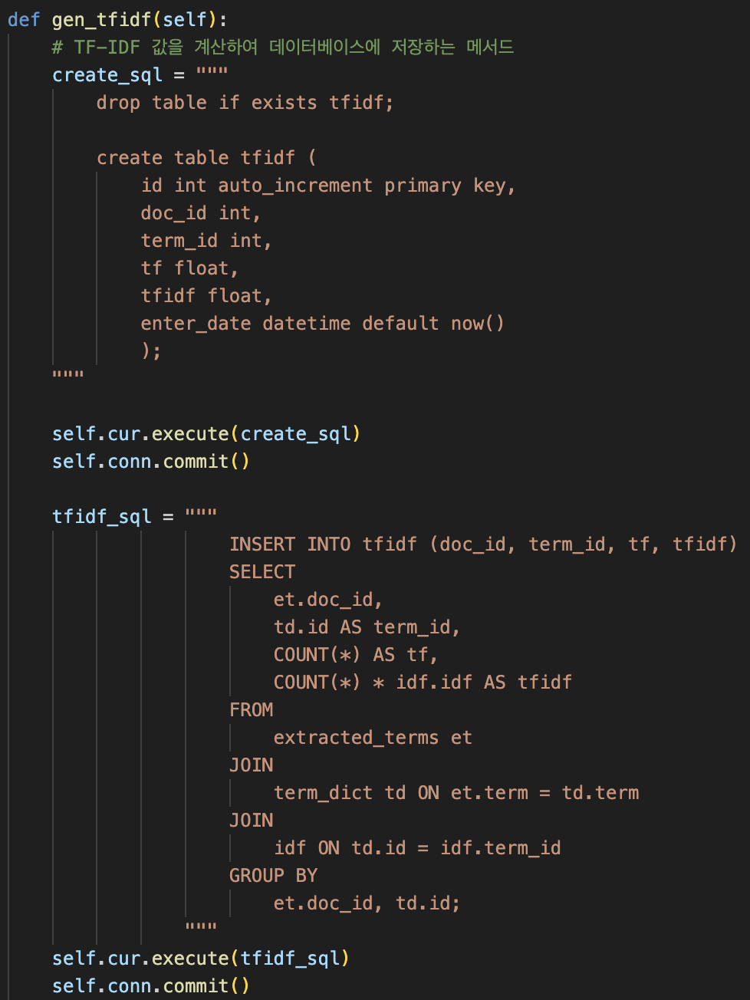 def gen_tfidf(self):
# TF-IDF 값을 계산하여 데이터베이스에 저장하는 메서드
create_sql = """
drop table if exists tfidf;
create table tfidf (
id int auto_increment primary key,
doc_id int,
term_id int,
tf float,
tfidf float,
enter_date datetime default now()
);
"""
self.cur.execute(create_sql)
self.conn.commit()
tfidf_sql = """
INSERT INTO tfidf (doc_id, term_id, tf, tfidf)
SELECT
et.doc_id,
td.id AS term_id,
COUNT(*) AS tf,
COUNT(*) * idf.idf AS tfidf
FROM
extracted_terms et
JOIN
term_dict td ON et.term = td.term
JOIN
idf ON td.id = idf.term_id
GROUP BY
et.doc_id, td.id;
"""
self.cur.execute(tfidf_sql)
self.conn.commit()